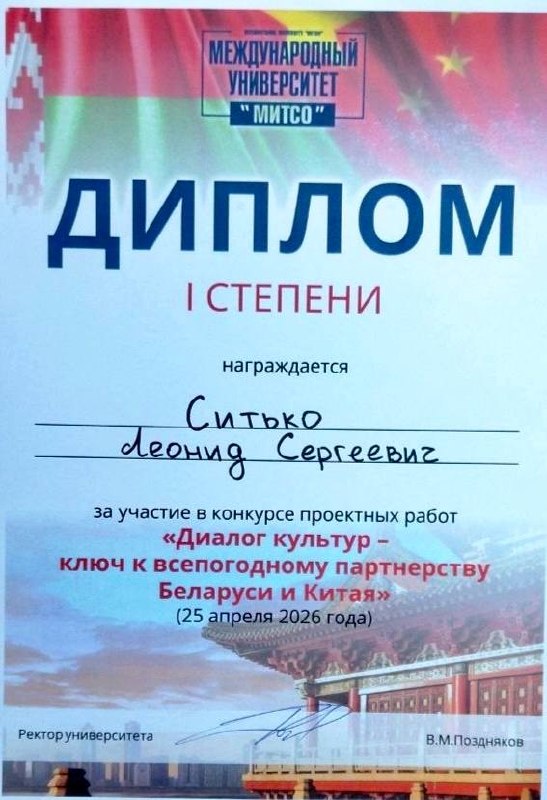 МЕЖДУНАРОДНЫЙ
УНИВЕРСИТЕТ
"МИТСО"
ДИПЛОМ
I СТЕПЕНИ
награждается
Ситько
Леонид Сергеевич
за участие в конкурсе проектных работ
«Диалог культур –
ключ к всепогодному партнерству
Беларуси и Китая»
(25 апреля 2026 года)
Ректор университета
В.М.Поздняков